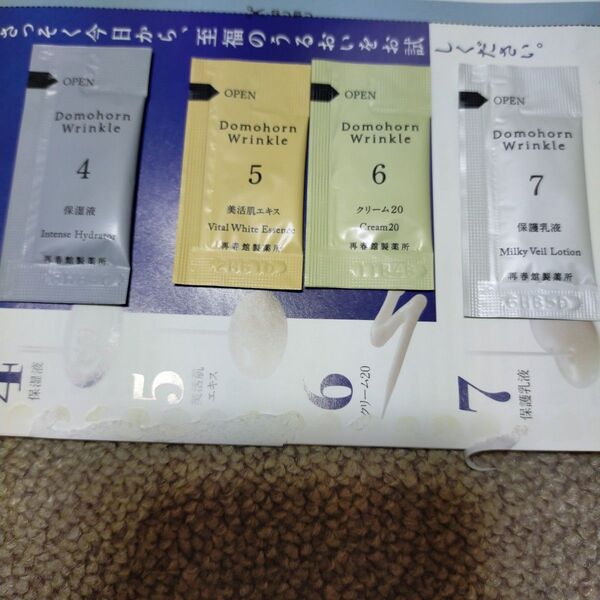 さっそく今日から、至福のうるおいをお試しください。
OPEN
Domohorn
Wrinkle
4
保湿液
Intense Hydrator
再春館製薬所
OPEN
Domohorn
Wrinkle
5
美活肌エキス
Vital White Essence
再春館製薬所
OPEN
Domohorn
Wrinkle
6
クリーム20
Cream20
再春館製薬所
OPEN
Domohorn
Wrinkle
7
保護乳液
Milky Veil Lotion
再春館製薬所
4
保湿液
5
美活肌
エキス
6
クリーム20
7
保護乳液